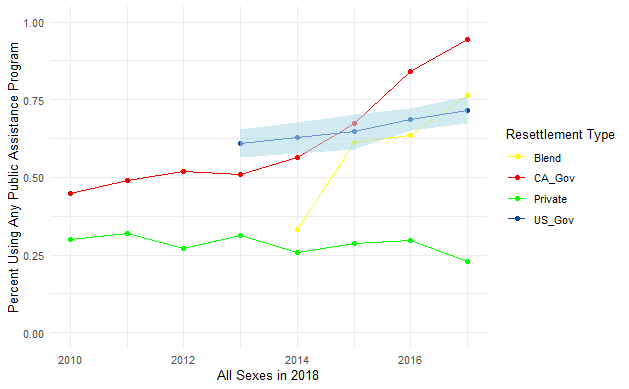 1.00
0.75
0.50
0.25
0.00
Percent Using Any Public Assistance Program
2010
2012
2014
2016
All Sexes in 2018
Resettlement Type
Blend
CA_Gov
Private
US_Gov